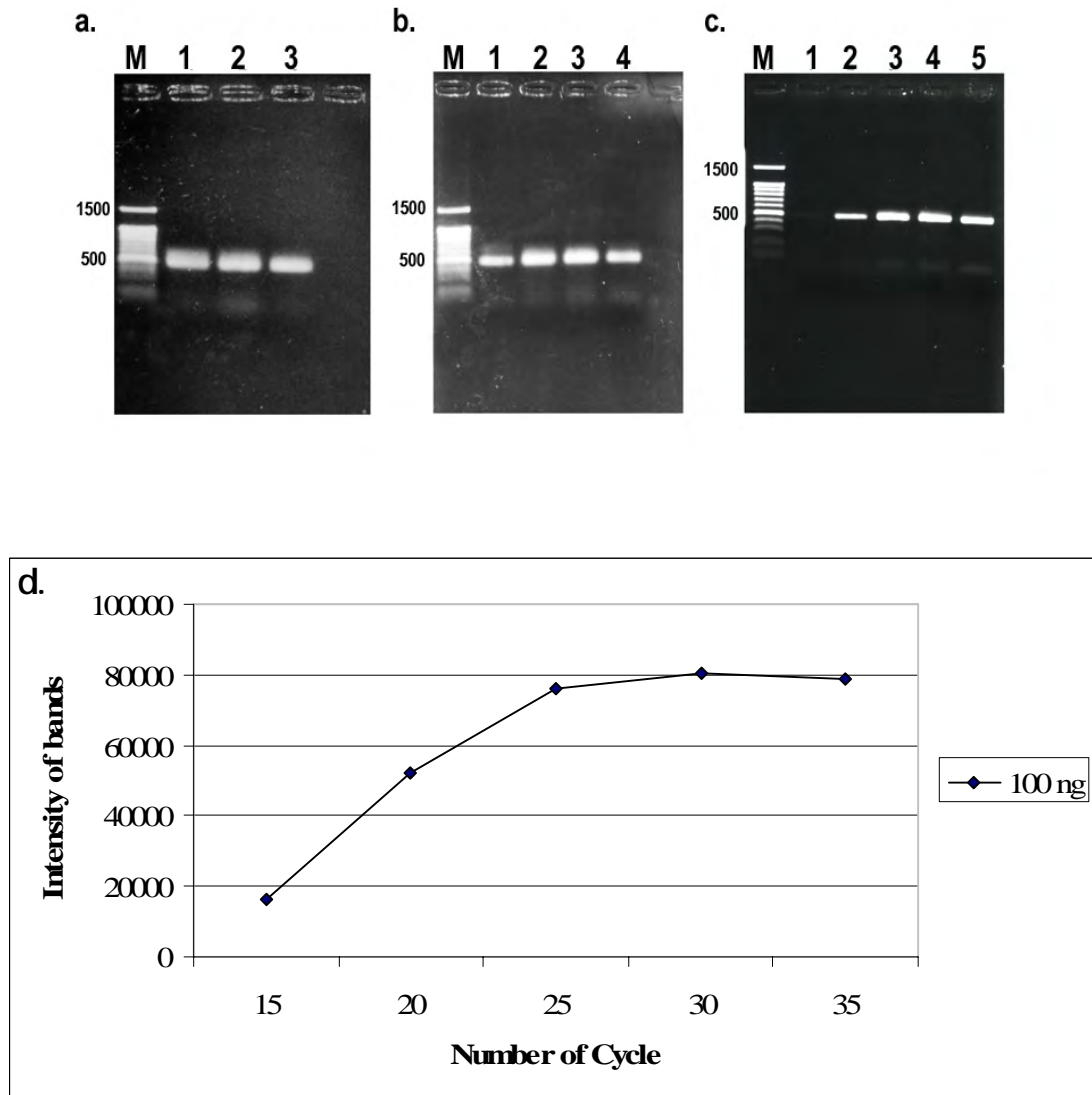 a.
M 1 2 3
1500
500
b.
M 1 2 3 4
1500
500
c.
M 1 2 3 4 5
1500
500
d.
100000
80000
60000
40000
20000
0
Intensity of bands
15 20 25 30 35
Number of Cycle
100 ng